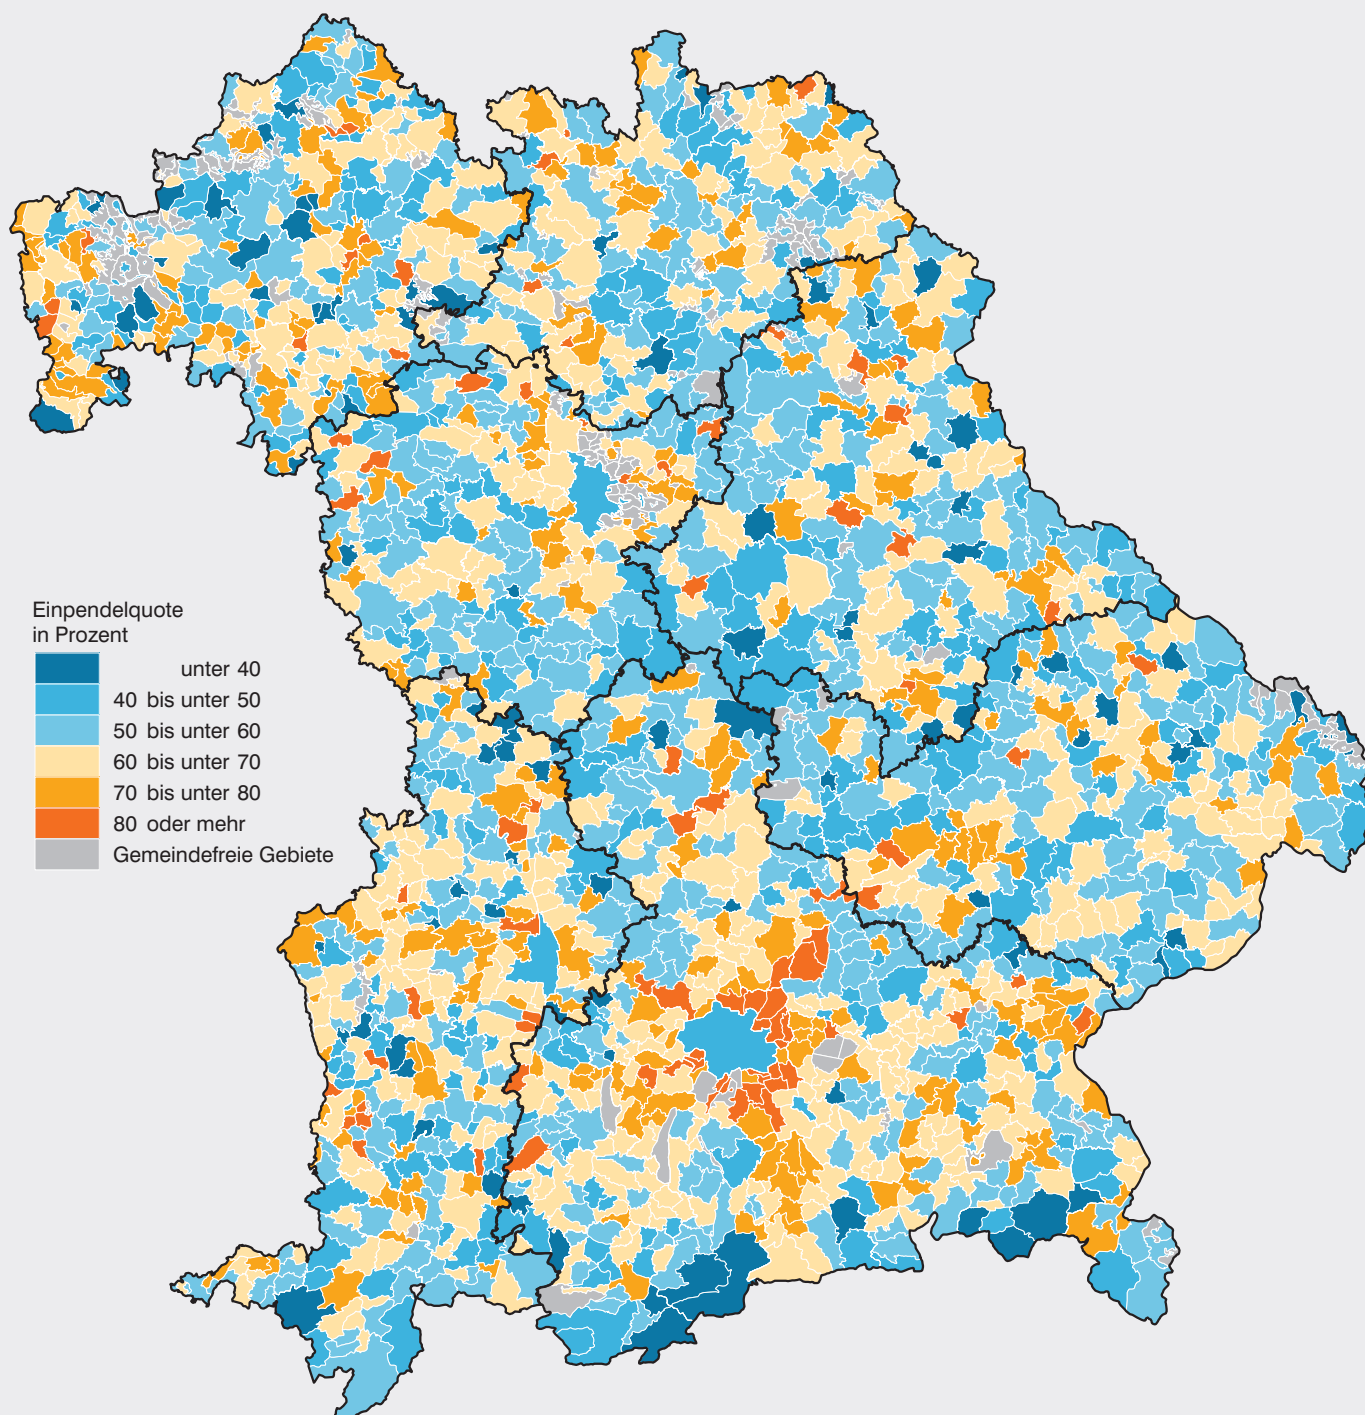 Einpendelquote
in Prozent
unter 40
40 bis unter 50
50 bis unter 60
60 bis unter 70
70 bis unter 80
80 oder mehr
Gemeindefreie Gebiete